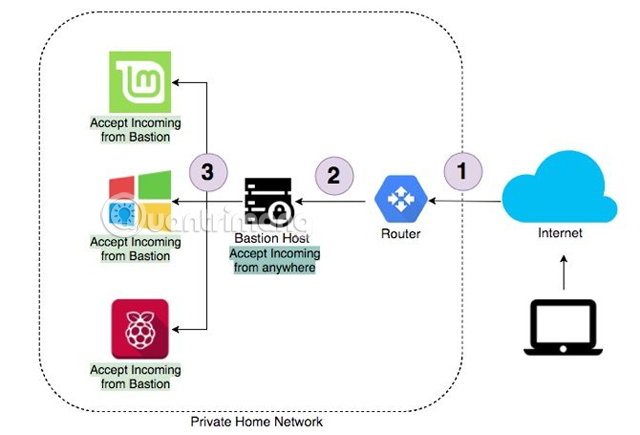 Accept Incoming
from Bastion
1
2
3
Quantrimang
Accept Incoming
from Bastion
Bastion Host
Accept Incoming
from anywhere
Router
Internet
Accept Incoming
from Bastion
Private Home Network